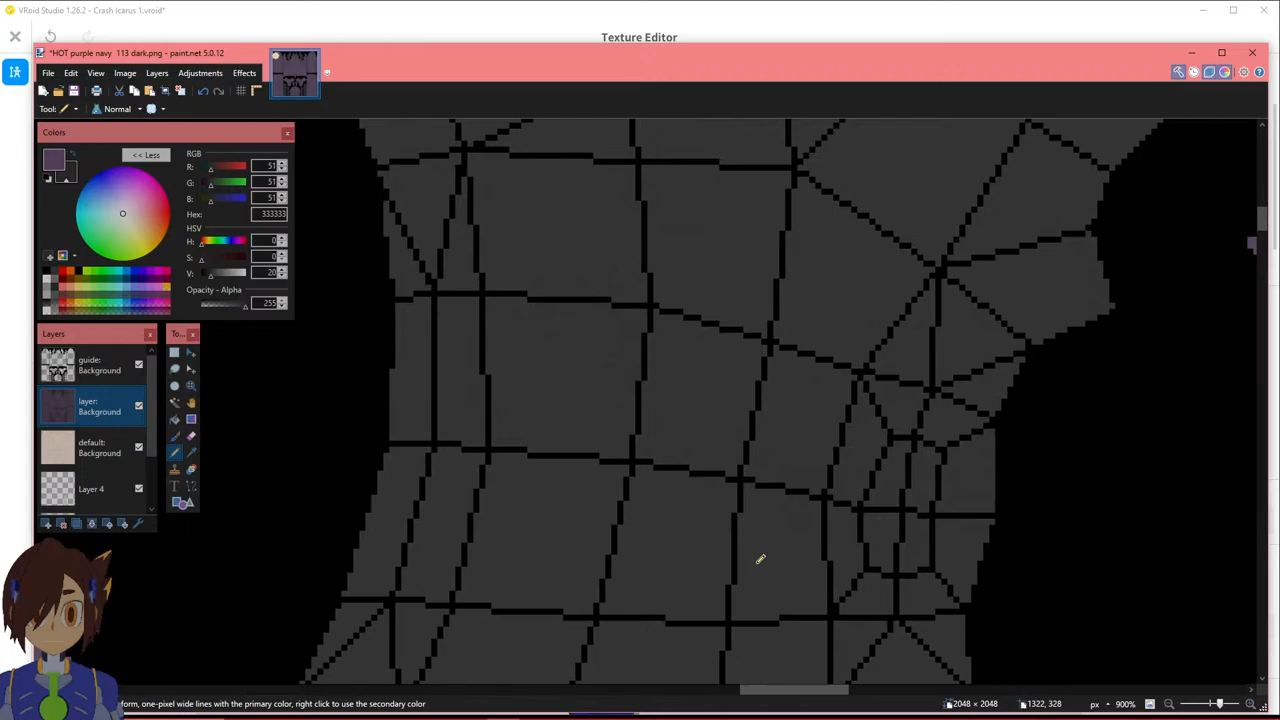 VRoid Studio 1.26.2 - Crash Icarus 1.vroid*
Texture Editor
*HOT purple navy 113 dark.png - paint.net 5.0.12
File Edit View Image Layers Adjustments Effects
Tool: Normal
Colors
<< Less
RGB
R: 51
G: 51
B: 51
Hex: 333333
HSV
H: 0
S: 0
V: 20
Opacity - Alpha
255
Layers
To...
guide:
Background
layer:
Background
default:
Background
Layer 4
form, one-pixel wide lines with the primary color, right click to use the secondary color
2048 × 2048
1322, 328
px
900%